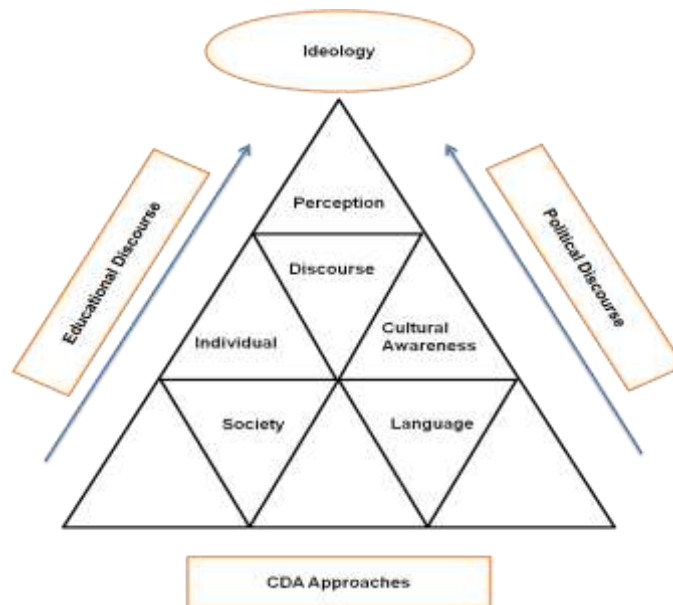 Ideology
Educational Discourse
Political Discourse
Perception
Discourse
Individual
Cultural
Awareness
Society
Language
CDA Approaches